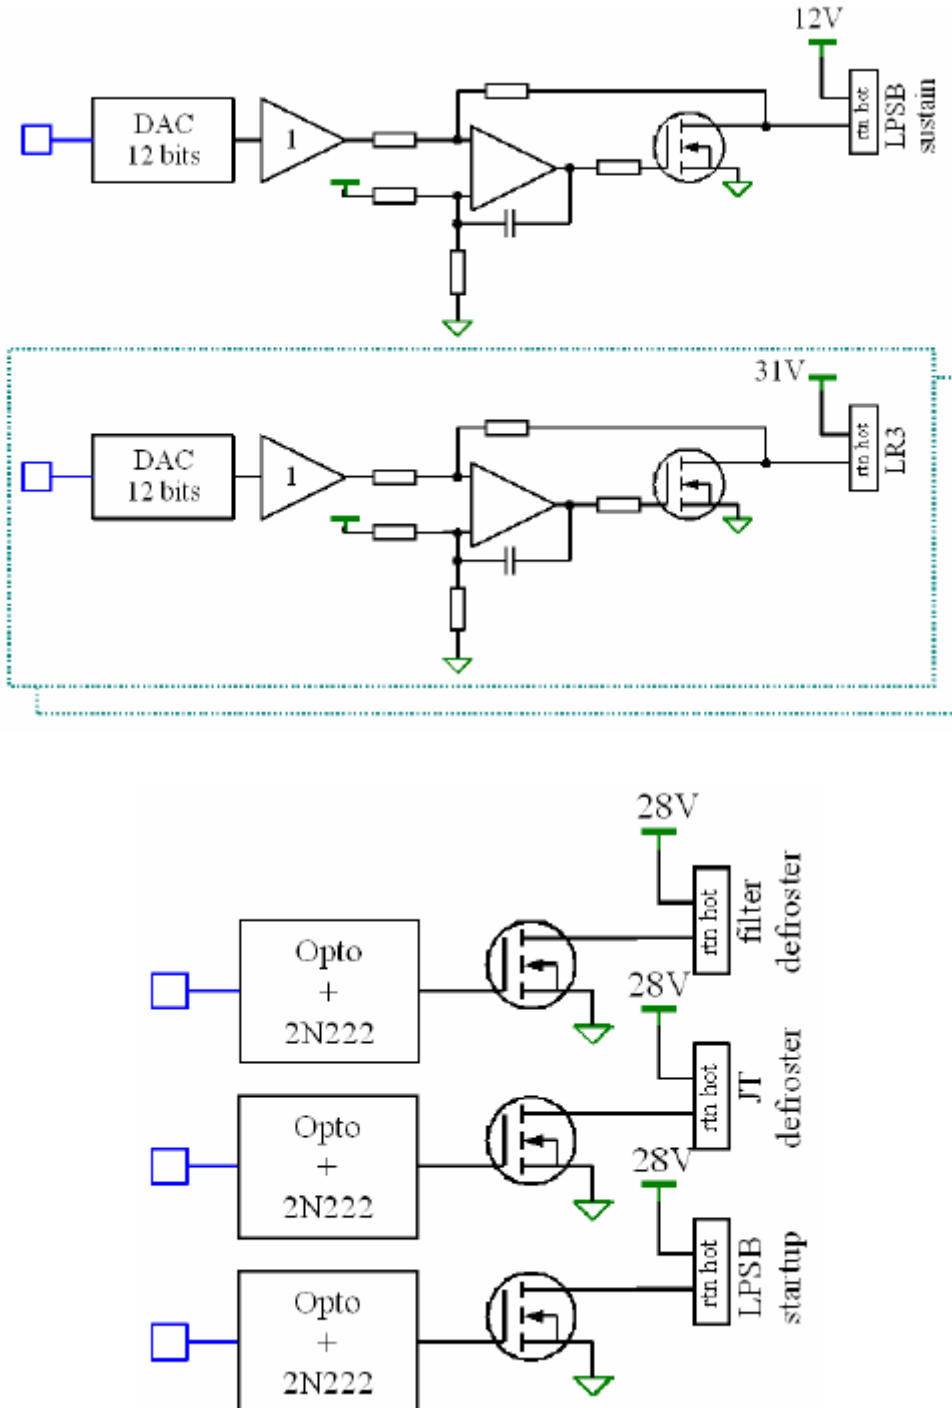 12V
DAC
12 bits
1
rtn hot
LPSB
sustain
31V
DAC
12 bits
1
rtn hot
LR3
28V
Opto
+
2N222
rtn hot
filter
defroster
28V
Opto
+
2N222
rtn hot
JT
defroster
28V
Opto
+
2N222
rtn hot
LPSB
startup